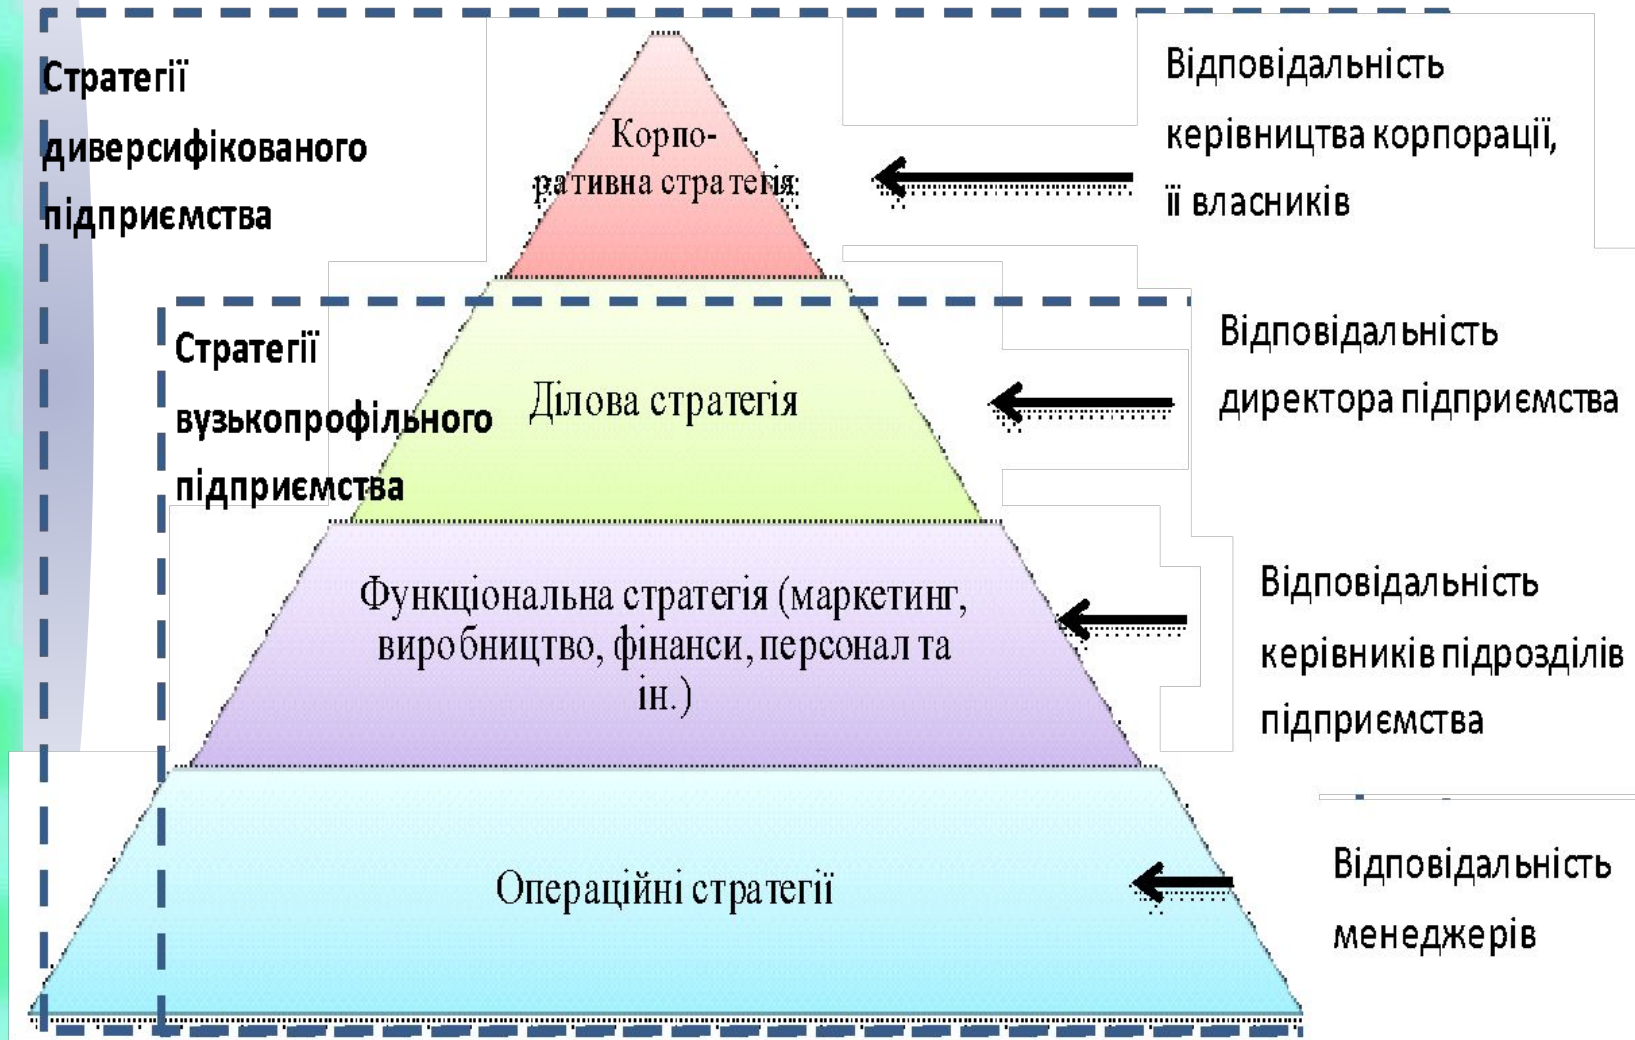 Стратегії
диверсифікованого
підприємства
Корпо-
ративна стратегія
Відповідальність
керівництва корпорації,
її власників
Стратегії
вузькопрофільного
підприємства
Ділова стратегія
Відповідальність
директора підприємства
Функціональна стратегія (маркетинг,
виробництво, фінанси, персонал та
ін.)
Відповідальність
керівників підрозділів
підприємства
Операційні стратегії
Відповідальність
менеджерів